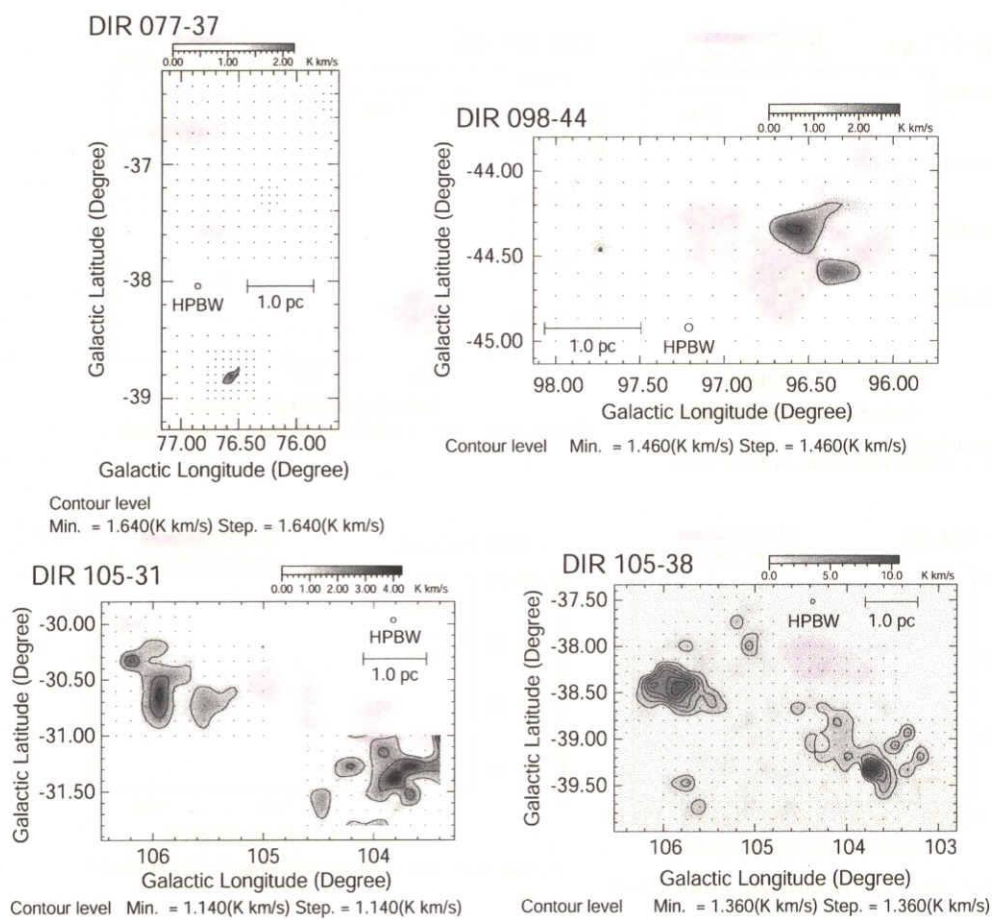 DIR 077-37
0.00 1.00 2.00 K km/s
-37
-38
-39
Galactic Latitude (Degree)
HPBW
1.0 pc
77.00 76.50 76.00
Galactic Longitude (Degree)
Contour level
Min. = 1.640(K km/s) Step. = 1.640(K km/s)
DIR 098-44
0.00 1.00 2.00 K km/s
-44.00
-44.50
-45.00
Galactic Latitude (Degree)
1.0 pc
HPBW
98.00 97.50 97.00 96.50 96.00
Galactic Longitude (Degree)
Contour level Min. = 1.460(K km/s) Step. = 1.460(K km/s)
DIR 105-31
0.00 1.00 2.00 3.00 4.00 K km/s
-30.00
-30.50
-31.00
-31.50
Galactic Latitude (Degree)
HPBW
1.0 pc
106 105 104
Galactic Longitude (Degree)
Contour level Min. = 1.140(K km/s) Step. = 1.140(K km/s)
DIR 105-38
0.0 5.0 10.0 K km/s
-37.50
-38.00
-38.50
-39.00
-39.50
Galactic Latitude (Degree)
HPBW
1.0 pc
106 105 104 103
Galactic Longitude (Degree)
Contour level Min. = 1.360(K km/s) Step. = 1.360(K km/s)